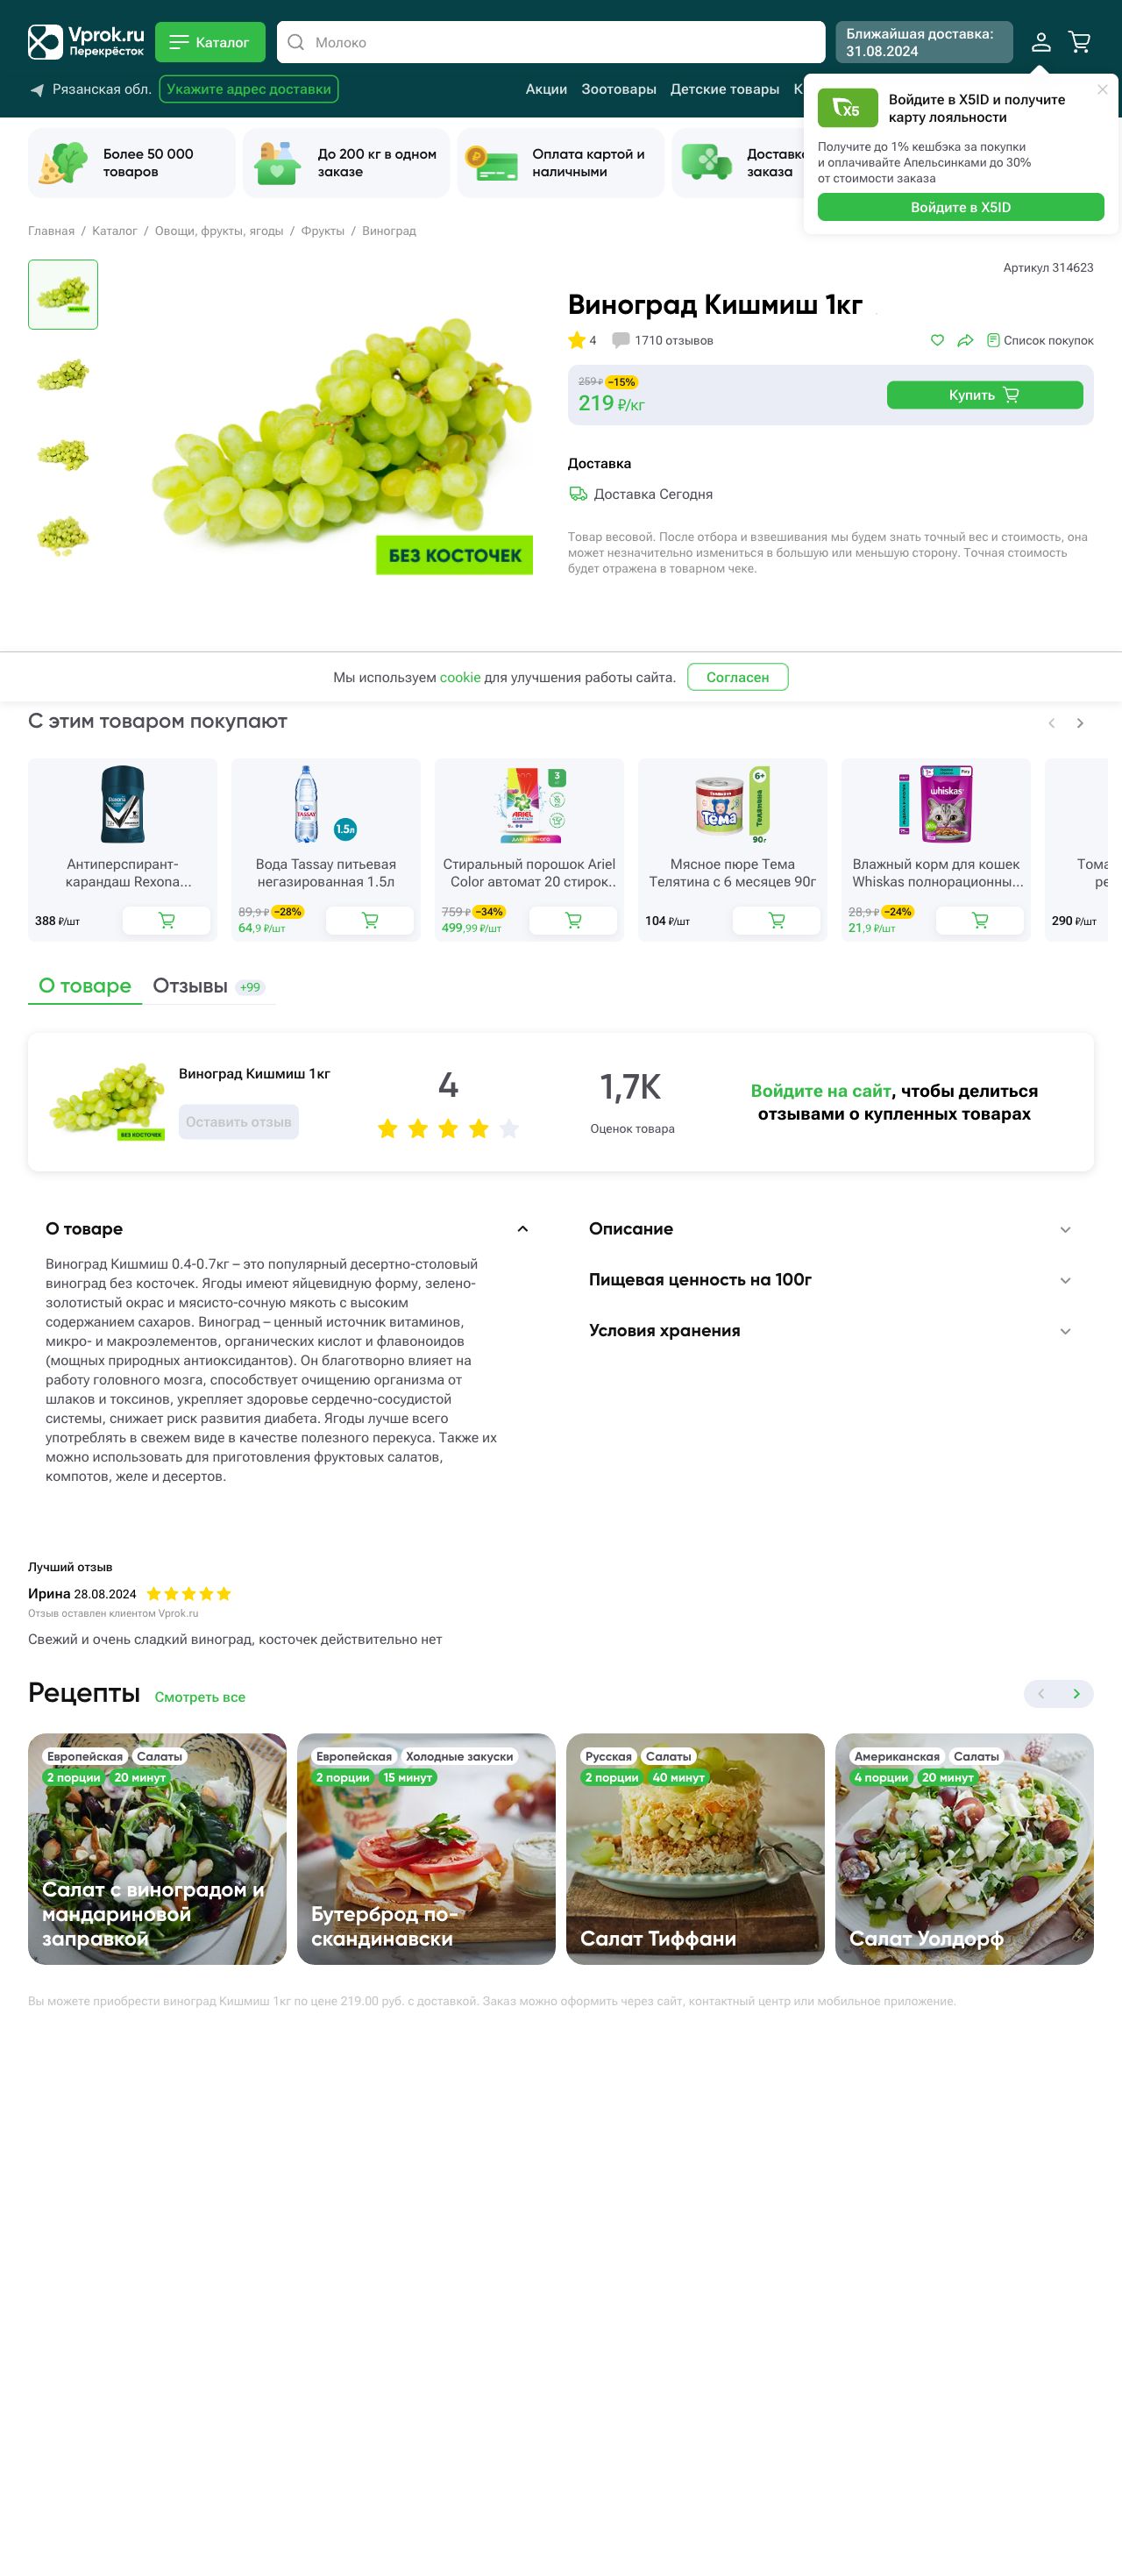 Vprok.ru
Перекрёсток
Каталог
Молоко
Ближайшая доставка:
31.08.2024
Рязанская обл.
Укажите адрес доставки
Акции
Зоотовары
Детские товары
К
X5
Войдите в X5ID и получите
карту лояльности
Получите до 1% кешбэка за покупки
и оплачивайте Апельсинками до 30%
от стоимости заказа
Войдите в X5ID
Более 50 000
товаров
До 200 кг в одном
заказе
Оплата картой и
наличными
Доставка
заказа
Главная / Каталог / Овощи, фрукты, ягоды / Фрукты / Виноград
Артикул 314623
Виноград Кишмиш 1кг
4
1710 отзывов
Список покупок
259 ₽ –15%
219 ₽/кг
Купить
Доставка
Доставка Сегодня
Товар весовой. После отбора и взвешивания мы будем знать точный вес и стоимость, она
может незначительно измениться в большую или меньшую сторону. Точная стоимость
будет отражена в товарном чеке.
БЕЗ КОСТОЧЕК
Мы используем cookie для улучшения работы сайта.
Согласен
С этим товаром покупают
Антиперспирант-
карандаш Rexona...
388 ₽/шт
1.5л
Вода Tassay питьевая
негазированная 1.5л
89,9 ₽ –28%
64,9 ₽/шт
Стиральный порошок Ariel
Color автомат 20 стирок..
759 ₽ –34%
499,99 ₽/шт
6+
Тёма
Телятина
90г
Мясное пюре Тема
Телятина с 6 месяцев 90г
104 ₽/шт
whiskas
Влажный корм для кошек
Whiskas полнорационны...
28,9 ₽ –24%
21,9 ₽/шт
Тома
ре
290 ₽/шт
О товаре
Отзывы +99
Виноград Кишмиш 1кг
Оставить отзыв
БЕЗ КОСТОЧЕК
4
1,7K
Оценок товара
Войдите на сайт, чтобы делиться
отзывами о купленных товарах
О товаре
Виноград Кишмиш 0.4-0.7кг – это популярный десертно-столовый
виноград без косточек. Ягоды имеют яйцевидную форму, зелено-
золотистый окрас и мясисто-сочную мякоть с высоким
содержанием сахаров. Виноград – ценный источник витаминов,
микро- и макроэлементов, органических кислот и флавоноидов
(мощных природных антиоксидантов). Он благотворно влияет на
работу головного мозга, способствует очищению организма от
шлаков и токсинов, укрепляет здоровье сердечно-сосудистой
системы, снижает риск развития диабета. Ягоды лучше всего
употреблять в свежем виде в качестве полезного перекуса. Также их
можно использовать для приготовления фруктовых салатов,
компотов, желе и десертов.
Описание
Пищевая ценность на 100г
Условия хранения
Лучший отзыв
Ирина 28.08.2024
Отзыв оставлен клиентом Vprok.ru
Свежий и очень сладкий виноград, косточек действительно нет
Рецепты
Смотреть все
Европейская Салаты
2 порции 20 минут
Салат с виноградом и
мандариновой
заправкой
Европейская Холодные закуски
2 порции 15 минут
Бутерброд по-
скандинавски
Русская Салаты
2 порции 40 минут
Салат Тиффани
Американская Салаты
4 порции 20 минут
Салат Уолдорф
Вы можете приобрести виноград Кишмиш 1кг по цене 219.00 руб. с доставкой. Заказ можно оформить через сайт, контактный центр или мобильное приложение.